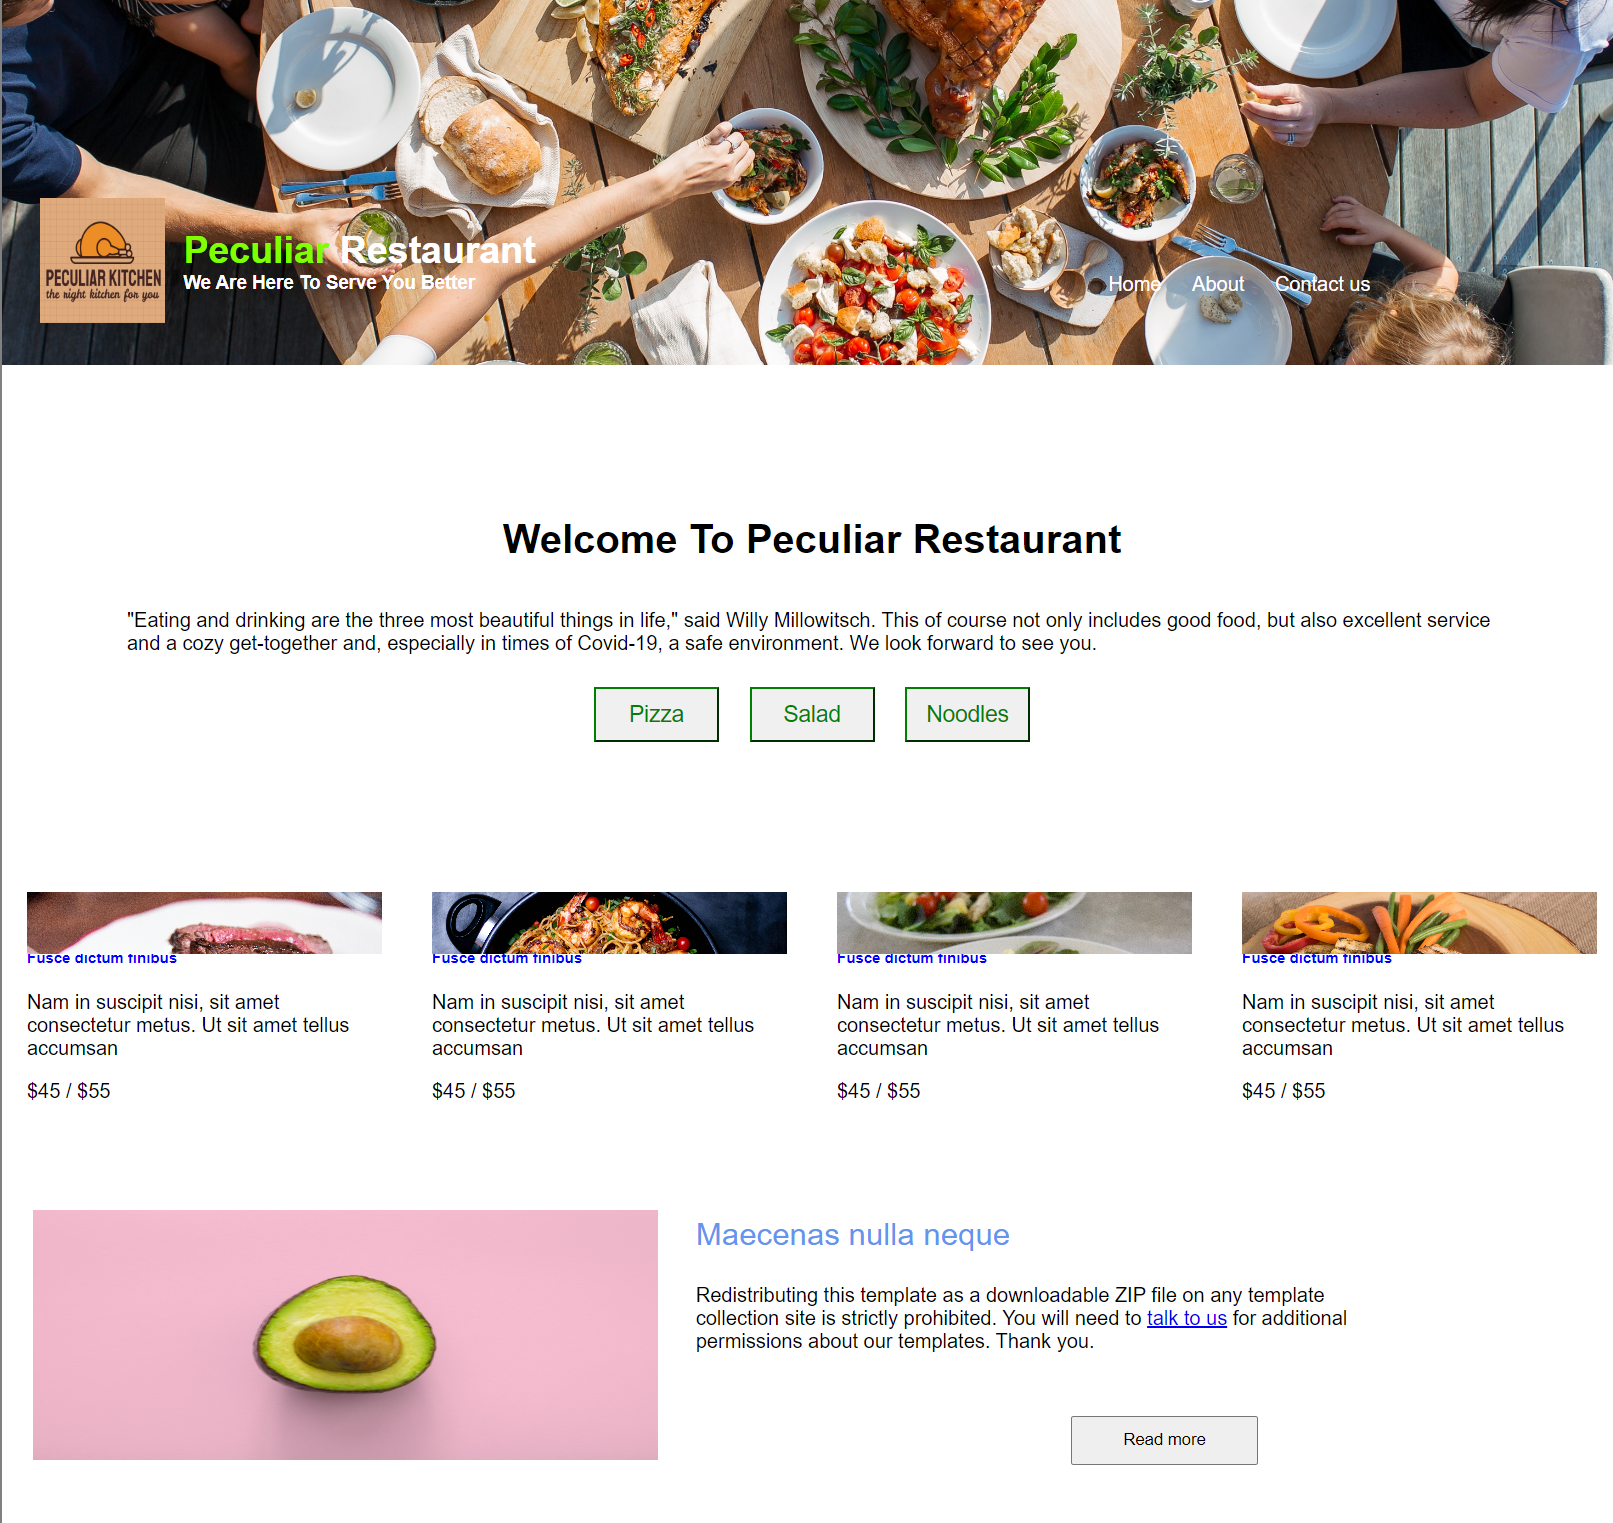 PECULIAR KITCHEN
the right kitchen for you
Peculiar Restaurant
We Are Here To Serve You Better
Home About Contact us
Welcome To Peculiar Restaurant
"Eating and drinking are the three most beautiful things in life," said Willy Millowitsch. This of course not only includes good food, but also excellent service
and a cozy get-together and, especially in times of Covid-19, a safe environment. We look forward to see you.
Pizza Salad Noodles
Fusce dictum finibus
Nam in suscipit nisi, sit amet
consectetur metus. Ut sit amet tellus
accumsan
$45 / $55
Fusce dictum finibus
Nam in suscipit nisi, sit amet
consectetur metus. Ut sit amet tellus
accumsan
$45 / $55
Fusce dictum finibus
Nam in suscipit nisi, sit amet
consectetur metus. Ut sit amet tellus
accumsan
$45 / $55
Fusce dictum finibus
Nam in suscipit nisi, sit amet
consectetur metus. Ut sit amet tellus
accumsan
$45 / $55
Maecenas nulla neque
Redistributing this template as a downloadable ZIP file on any template
collection site is strictly prohibited. You will need to talk to us for additional
permissions about our templates. Thank you.
Read more